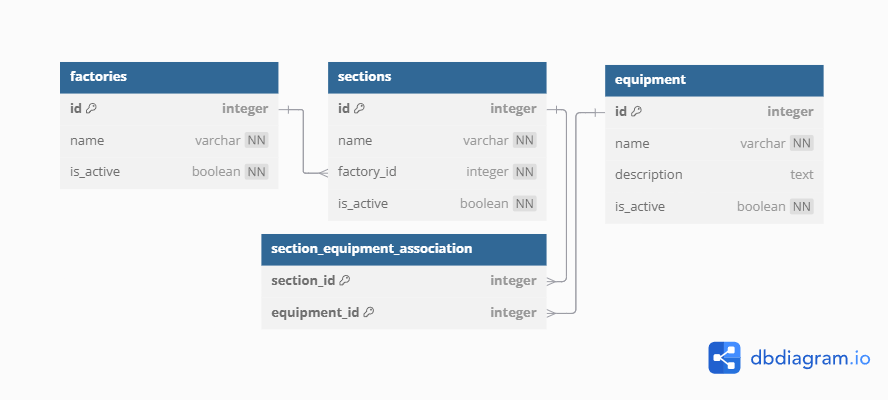 factories
id integer
name varchar NN
is_active boolean NN
sections
id integer
name varchar NN
factory_id integer NN
is_active boolean NN
equipment
id integer
name varchar NN
description text
is_active boolean NN
section_equipment_association
section_id integer
equipment_id integer
dbdiagram.io